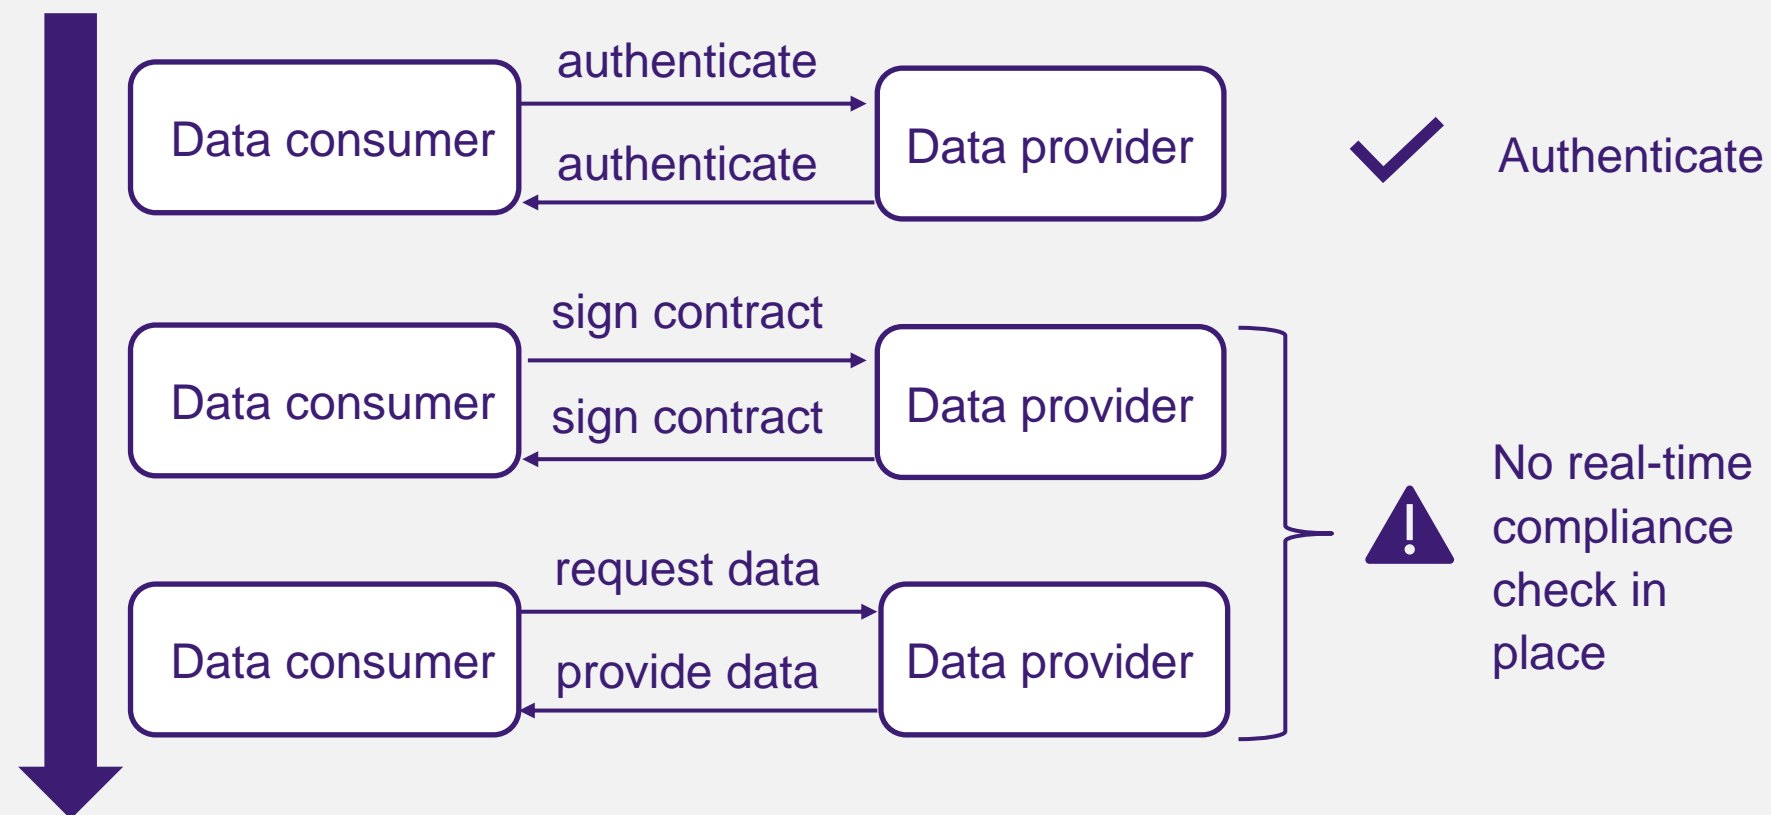 authenticate
Data consumer
authenticate
Data provider
Authenticate
sign contract
Data consumer
sign contract
Data provider
No real-time
compliance
check in
place
request data
Data consumer
provide data
Data provider